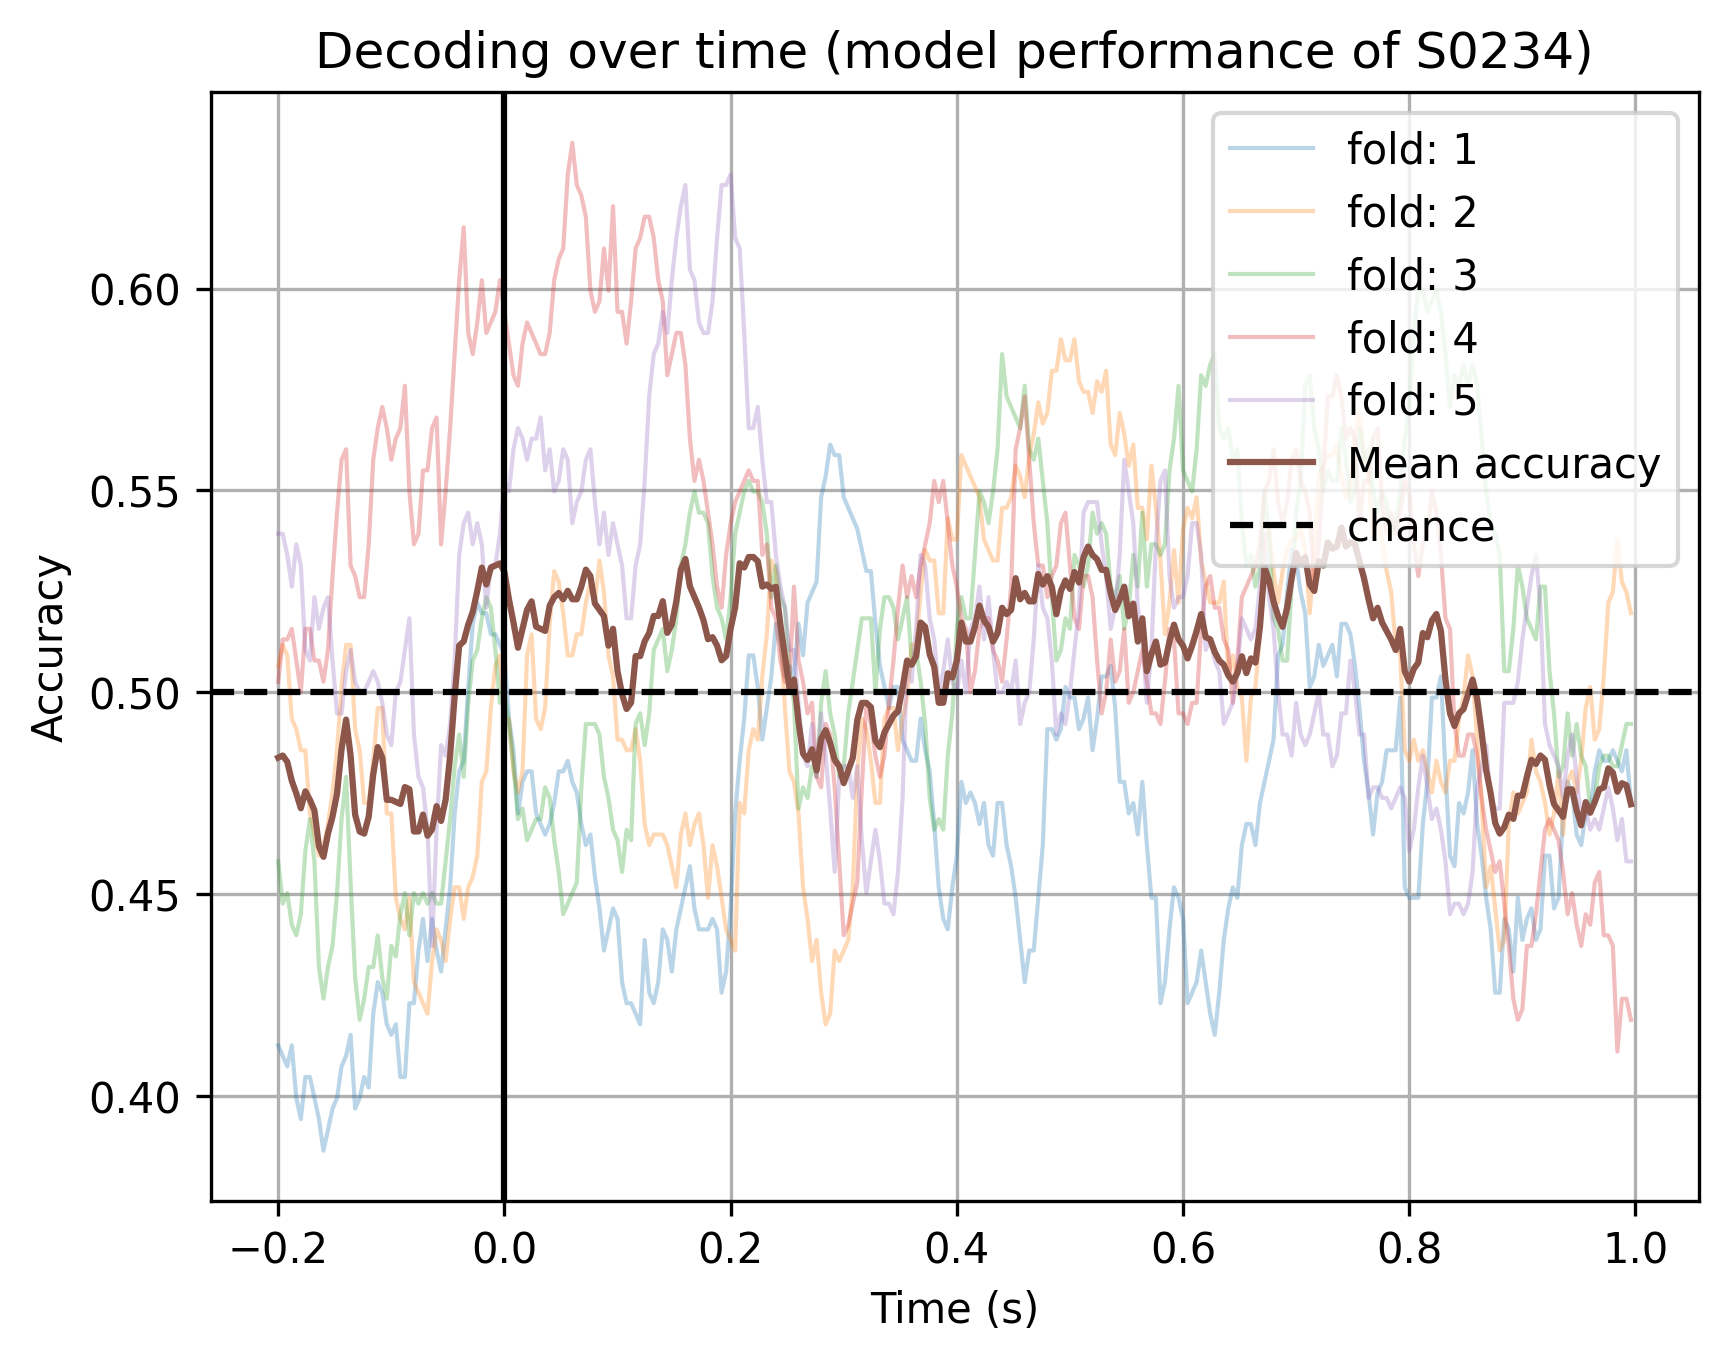 Decoding over time (model performance of S0234)
fold: 1
fold: 2
fold: 3
fold: 4
fold: 5
Mean accuracy
chance
Accuracy
0.60
0.55
0.50
0.45
0.40
−0.2 0.0 0.2 0.4 0.6 0.8 1.0
Time (s)